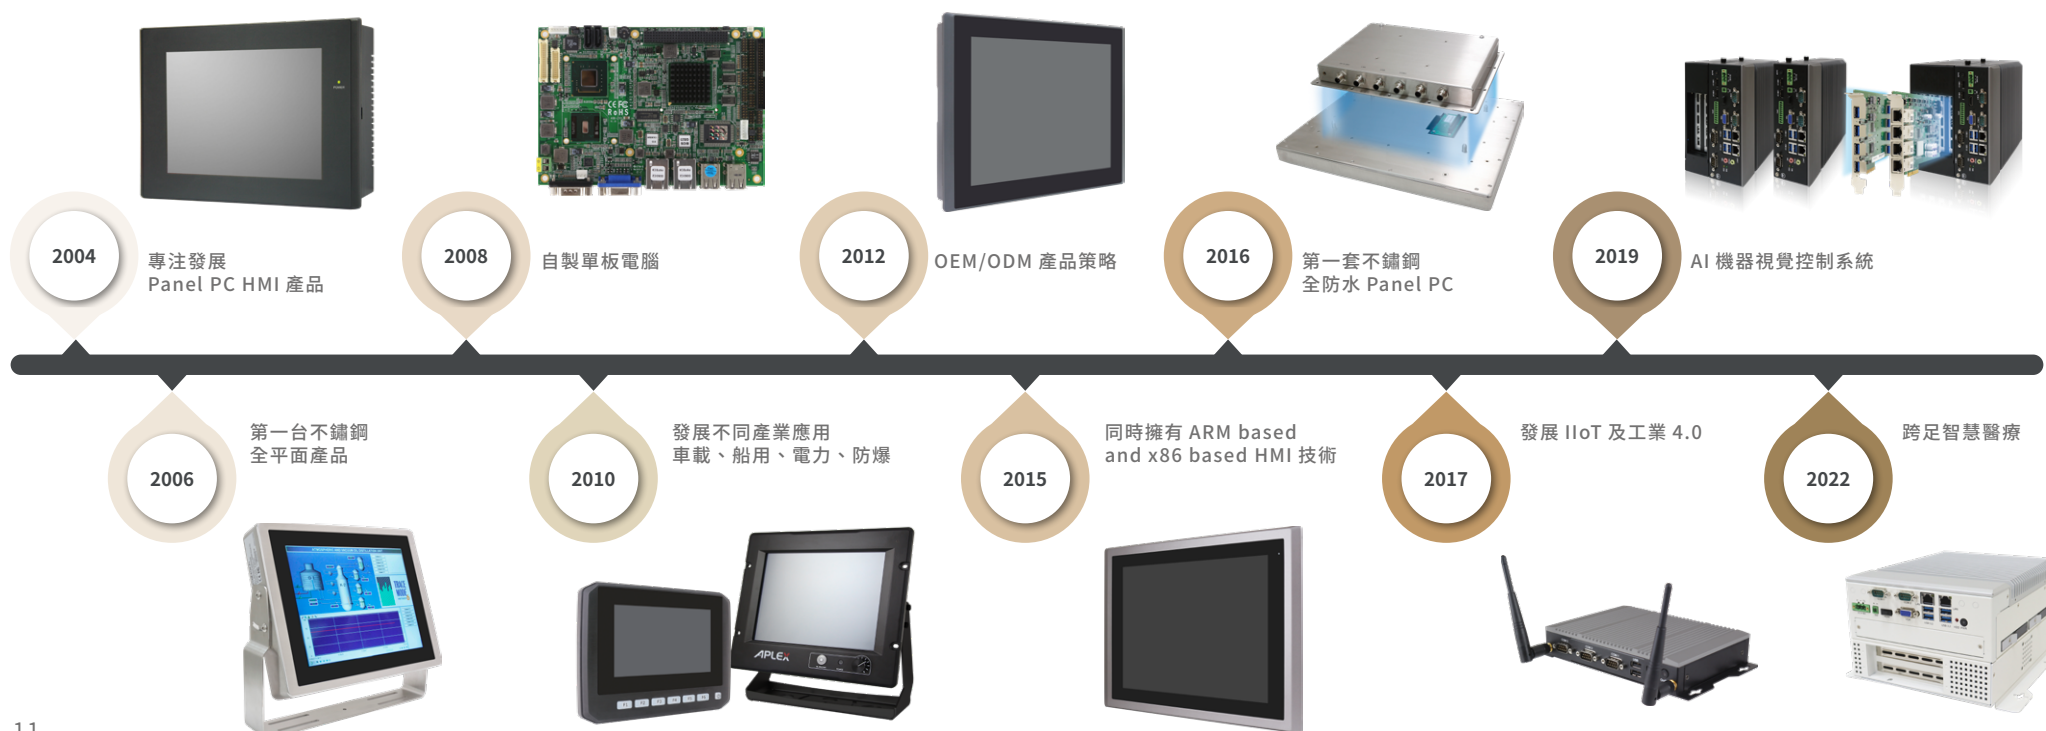 2004
專注發展
Panel PC HMI 產品
2008
自製單板電腦
2012
OEM/ODM 產品策略
2016
第一套不鏽鋼
全防水 Panel PC
2019
AI 機器視覺控制系統
2006
第一台不鏽鋼
全平面產品
2010
發展不同產業應用
車載、船用、電力、防爆
2015
同時擁有 ARM based
and x86 based HMI 技術
2017
發展 IIoT 及工業 4.0
2022
跨足智慧醫療
APLEX
CE FC
RoHS
11